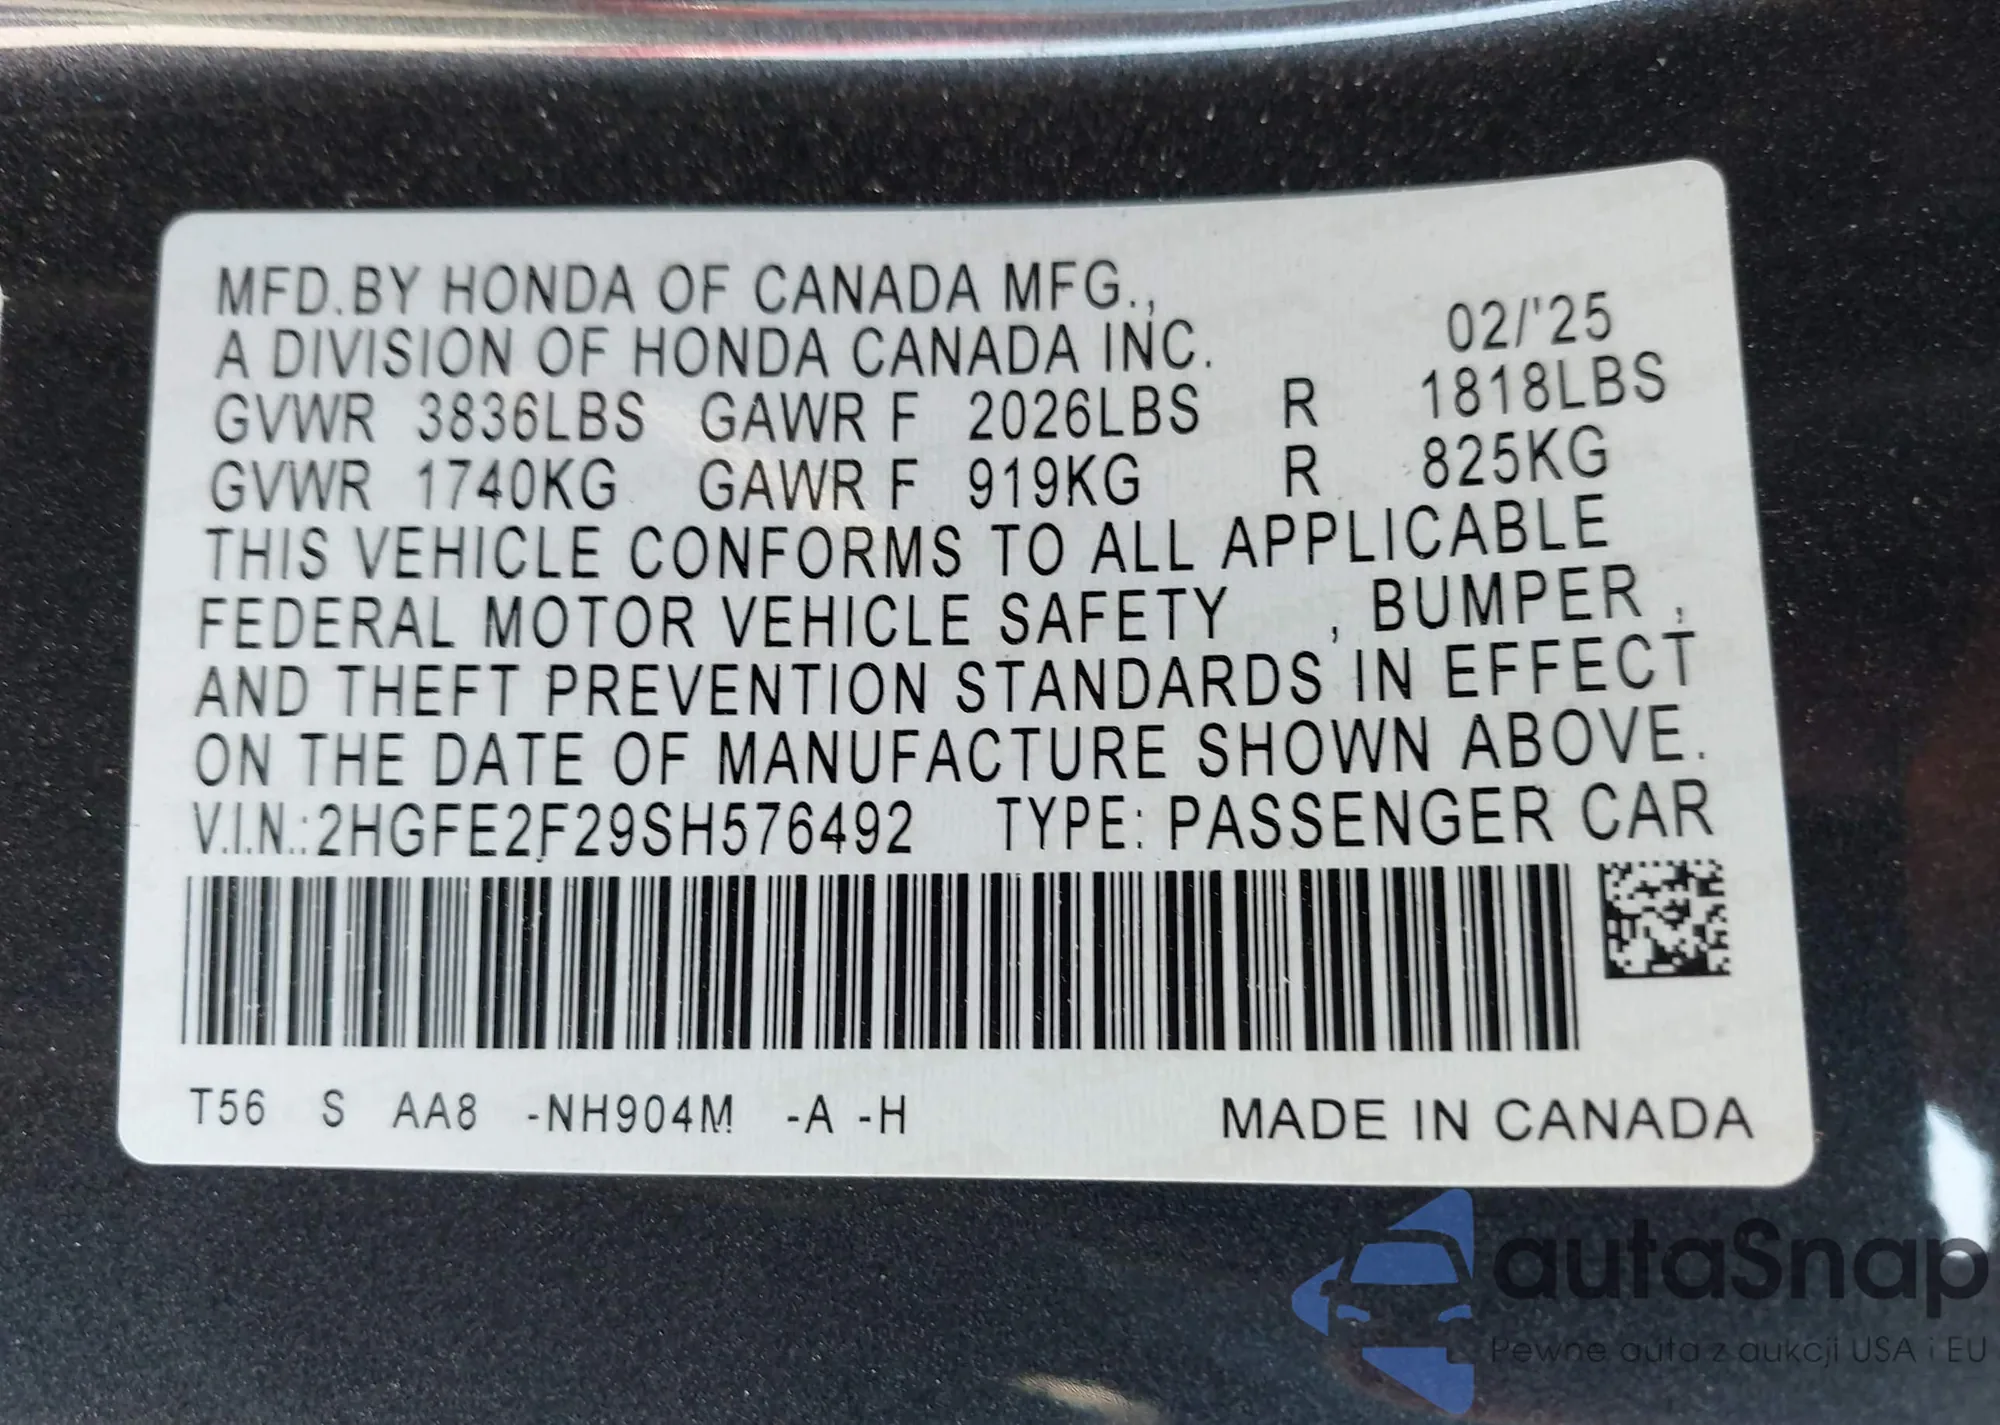 MFD.BY HONDA OF CANADA MFG.,
A DIVISION OF HONDA CANADA INC. 02/'25
GVWR 3836LBS GAWR F 2026LBS R 1818LBS
GVWR 1740KG GAWR F 919KG R 825KG
THIS VEHICLE CONFORMS TO ALL APPLICABLE
FEDERAL MOTOR VEHICLE SAFETY , BUMPER ,
AND THEFT PREVENTION STANDARDS IN EFFECT
ON THE DATE OF MANUFACTURE SHOWN ABOVE.
V.I.N.:2HGFE2F29SH576492 TYPE: PASSENGER CAR
T56 S AA8 -NH904M -A -H MADE IN CANADA
autaSnap
Pewne auta z aukcji USA i EU